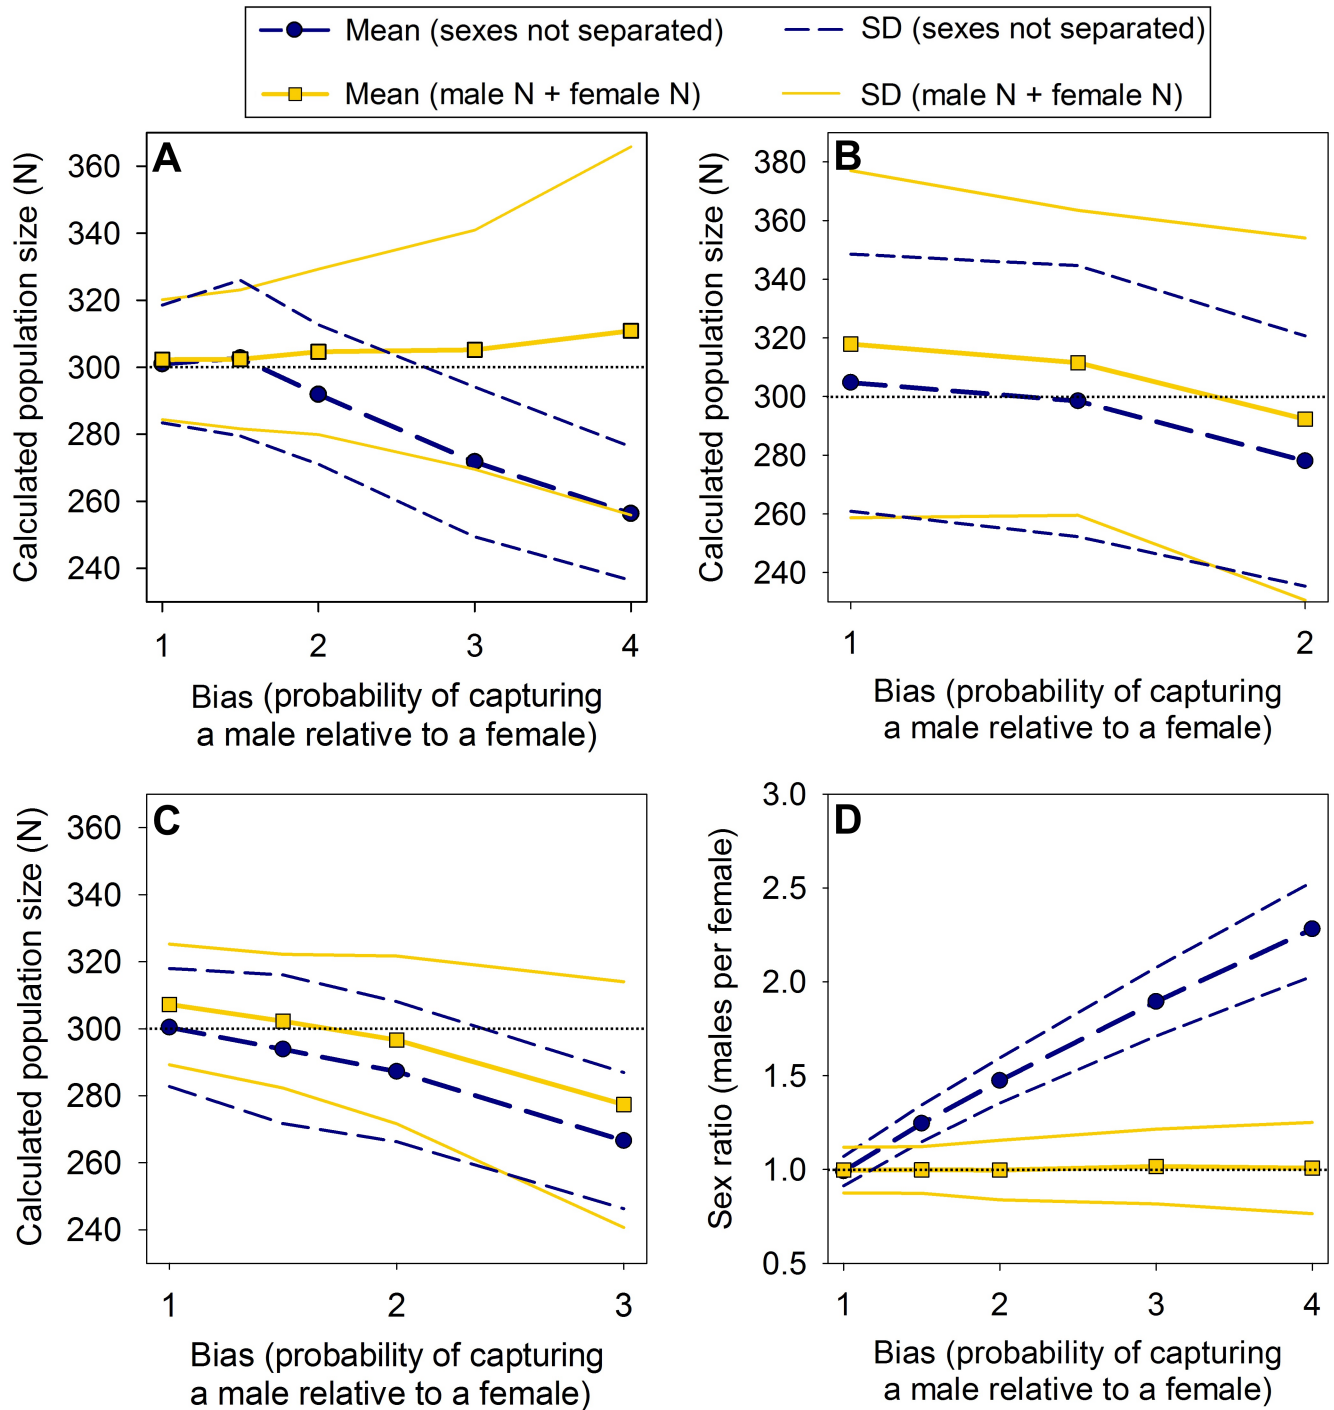 Mean (sexes not separated)
SD (sexes not separated)
Mean (male N + female N)
SD (male N + female N)
A
Calculated population size (N)
360
340
320
300
280
260
240
1
2
3
4
Bias (probability of capturing
a male relative to a female)
B
Calculated population size (N)
380
360
340
320
300
280
260
240
1
2
Bias (probability of capturing
a male relative to a female)
C
Calculated population size (N)
360
340
320
300
280
260
240
1
2
3
Bias (probability of capturing
a male relative to a female)
D
Sex ratio (males per female)
3.0
2.5
2.0
1.5
1.0
0.5
1
2
3
4
Bias (probability of capturing
a male relative to a female)